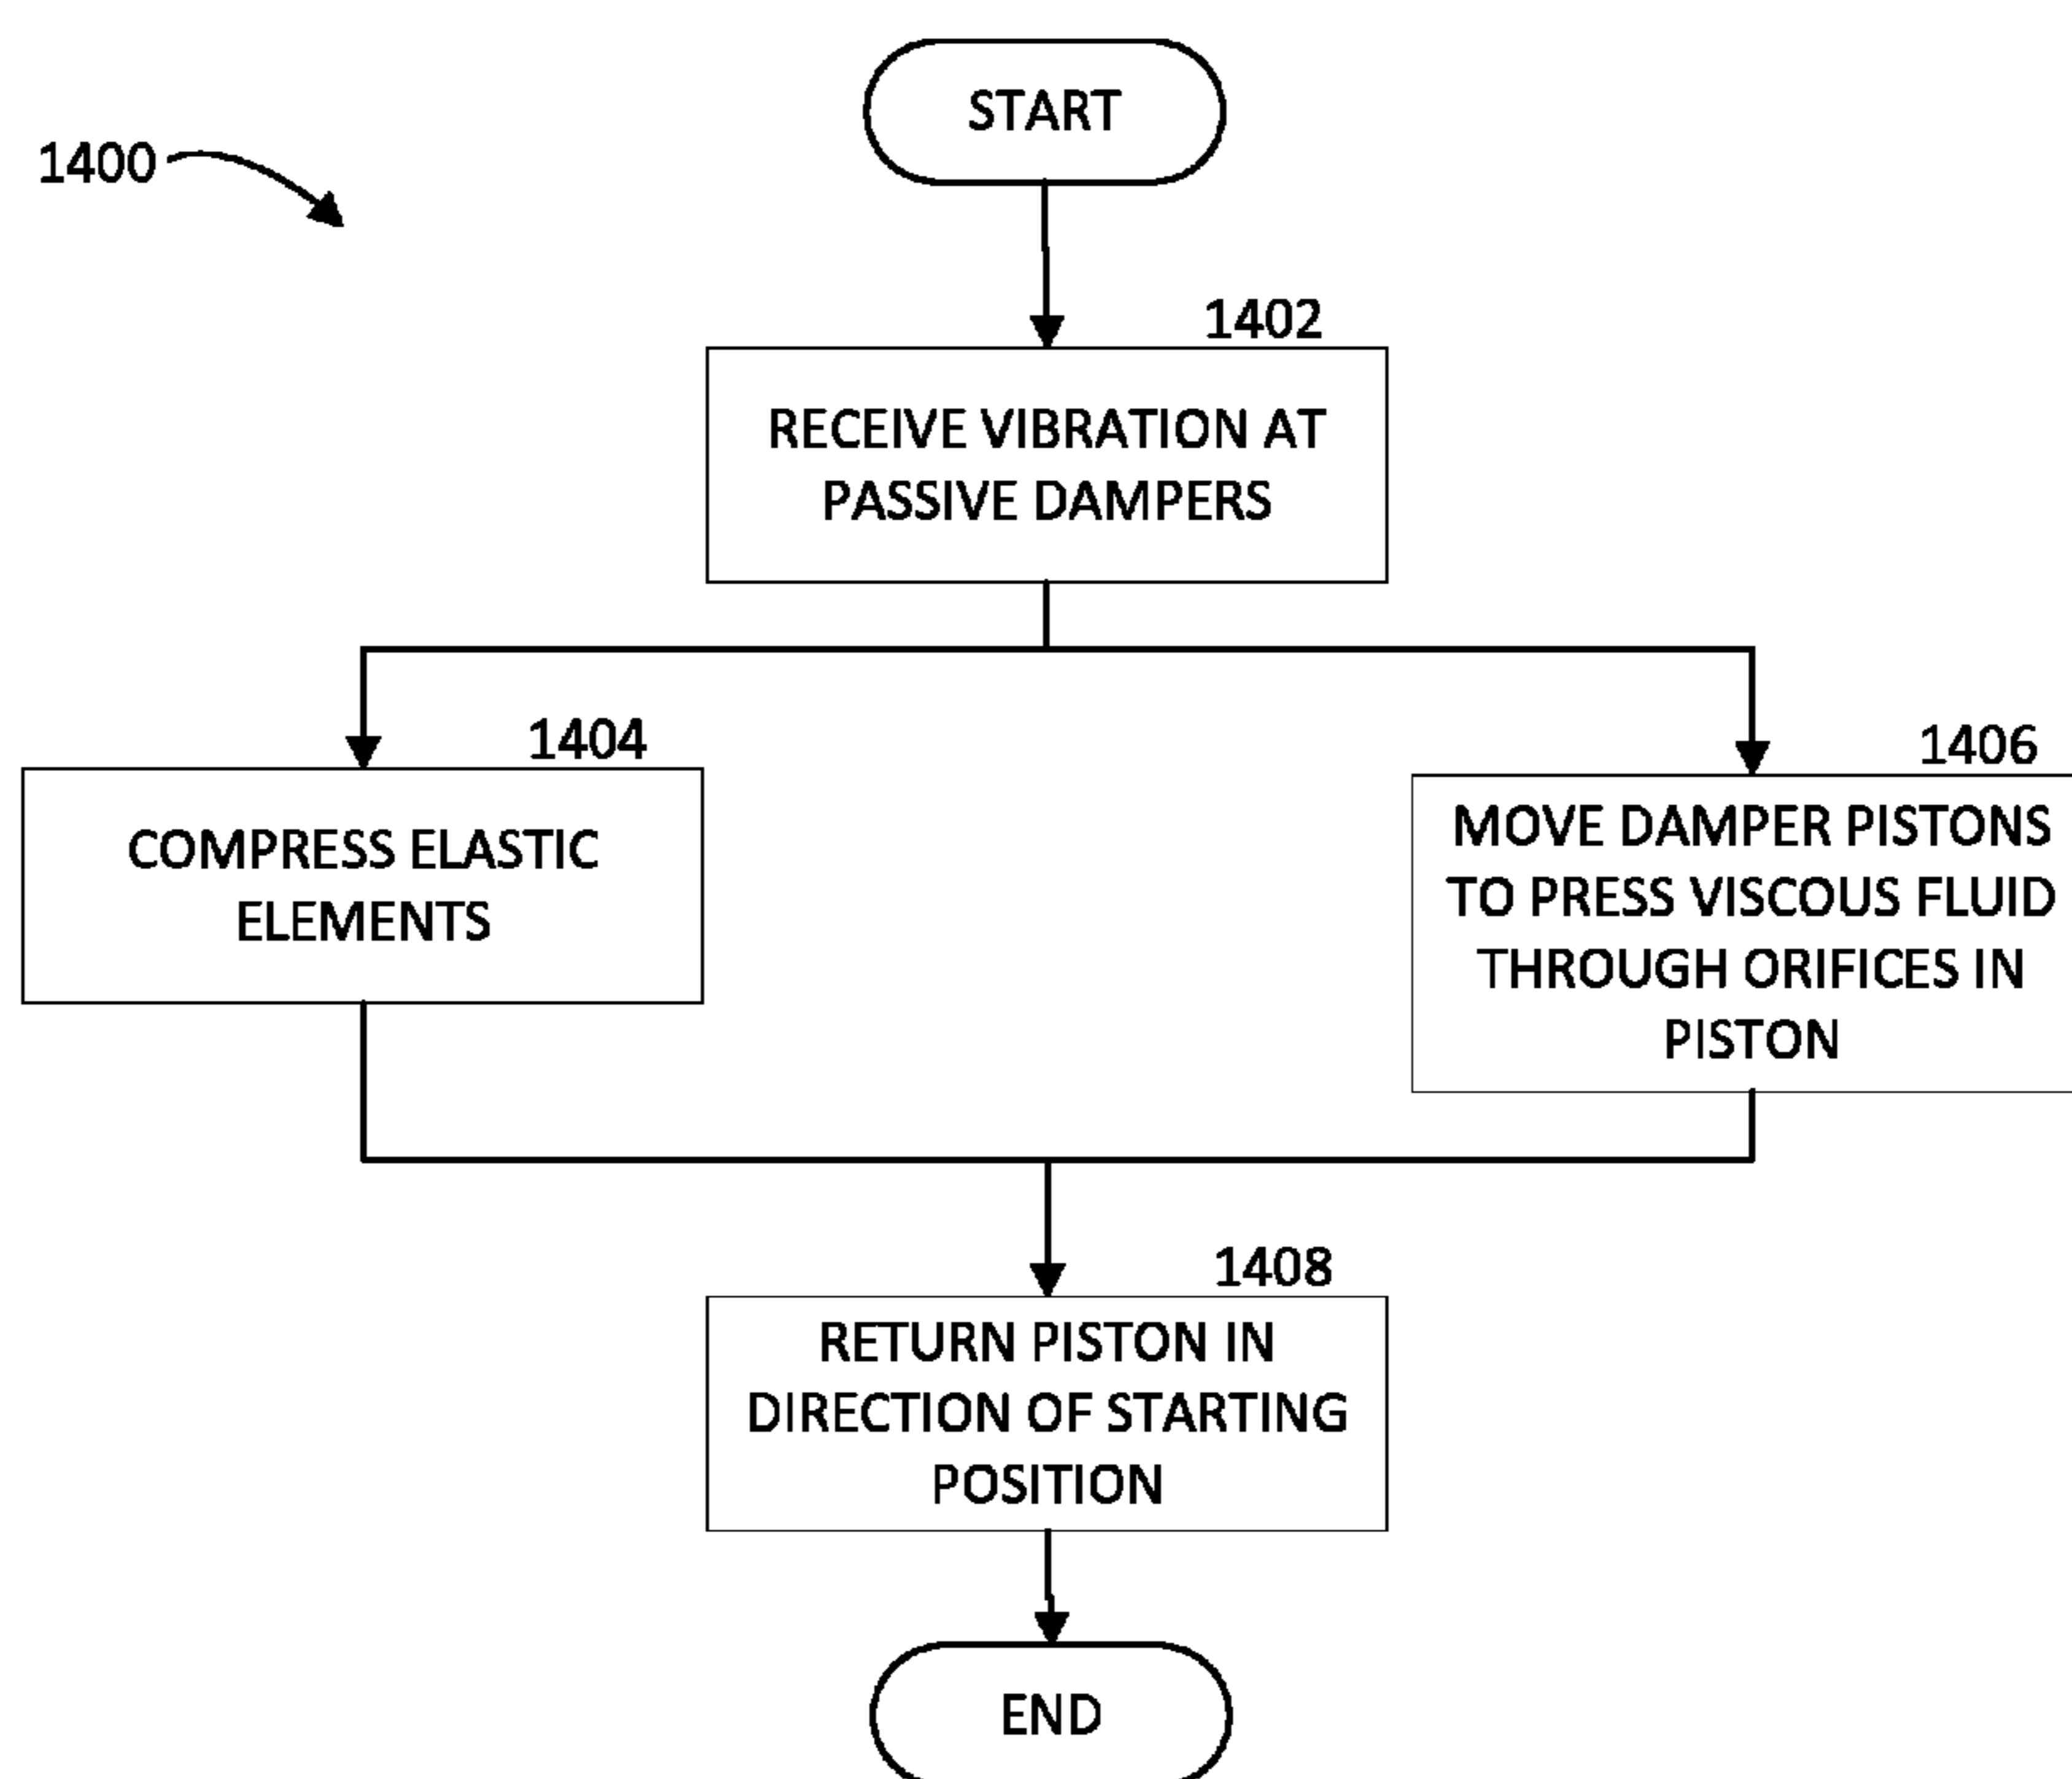 START
1400
1402
RECEIVE VIBRATION AT
PASSIVE DAMPERS
1404
COMPRESS ELASTIC
ELEMENTS
1406
MOVE DAMPER PISTONS
TO PRESS VISCOUS FLUID
THROUGH ORIFICES IN
PISTON
1408
RETURN PISTON IN
DIRECTION OF STARTING
POSITION
END